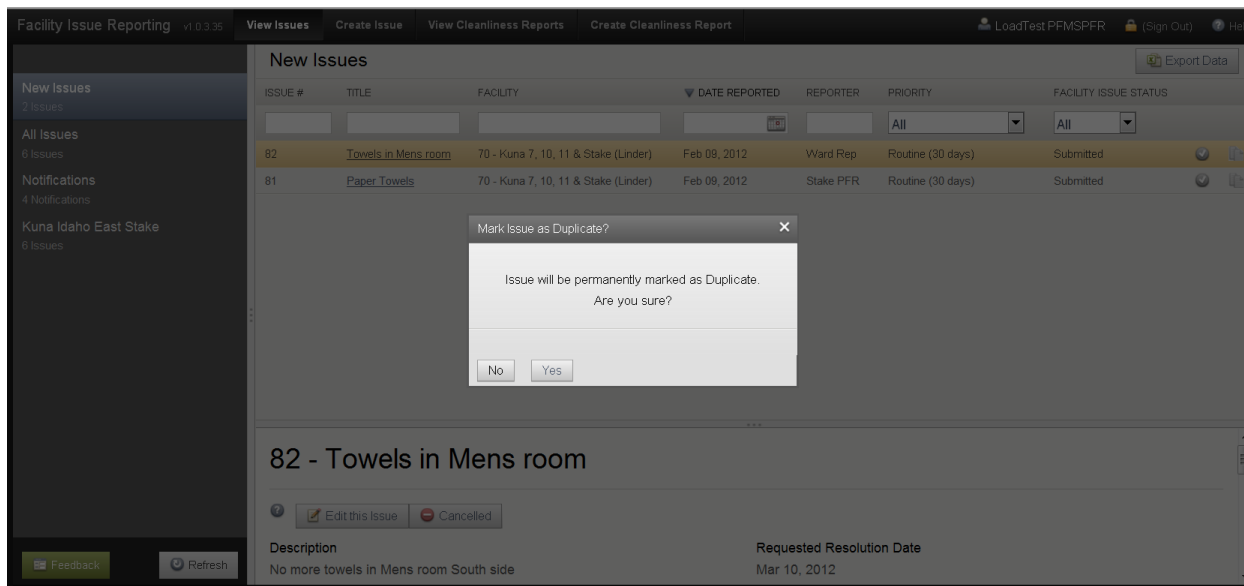 Facility Issue Reporting v1.0.3.35 View Issues Create Issue View Cleanliness Reports Create Cleanliness Report LoadTest PFMSPFR (Sign Out)
New Issues
Export Data
New Issues
2 Issues
All Issues
6 Issues
Notifications
4 Notifications
Kuna Idaho East Stake
6 Issues
ISSUE # TITLE FACILITY DATE REPORTED REPORTER PRIORITY FACILITY ISSUE STATUS
All All
82 Towels in Mens room 70 - Kuna 7, 10, 11 & Stake (Linder) Feb 09, 2012 Ward Rep Routine (30 days) Submitted
81 Paper Towels 70 - Kuna 7, 10, 11 & Stake (Linder) Feb 09, 2012 Stake PFR Routine (30 days) Submitted
Mark Issue as Duplicate?
Issue will be permanently marked as Duplicate.
Are you sure?
No Yes
82 - Towels in Mens room
Edit this Issue Cancelled
Description
No more towels in Mens room South side
Requested Resolution Date
Mar 10, 2012
Feedback Refresh